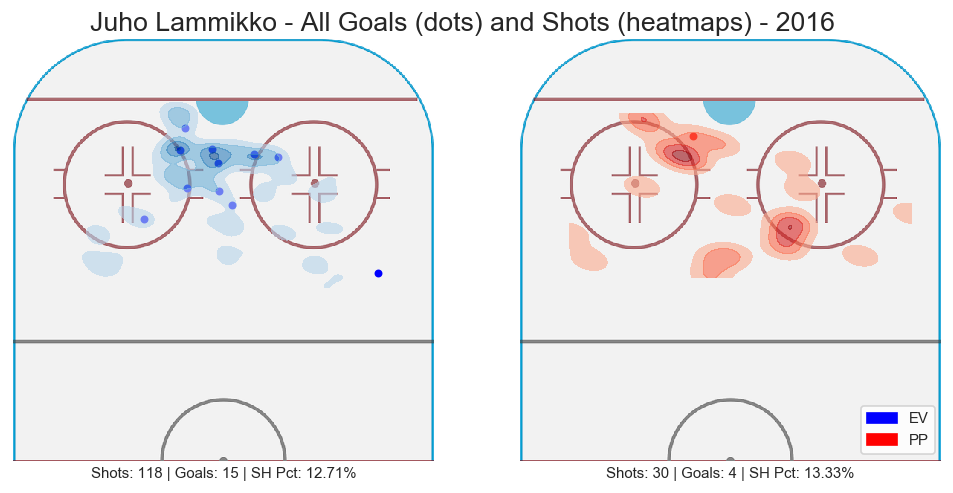 Juho Lammikko - All Goals (dots) and Shots (heatmaps) - 2016
EV
PP
Shots: 118 | Goals: 15 | SH Pct: 12.71%
Shots: 30 | Goals: 4 | SH Pct: 13.33%